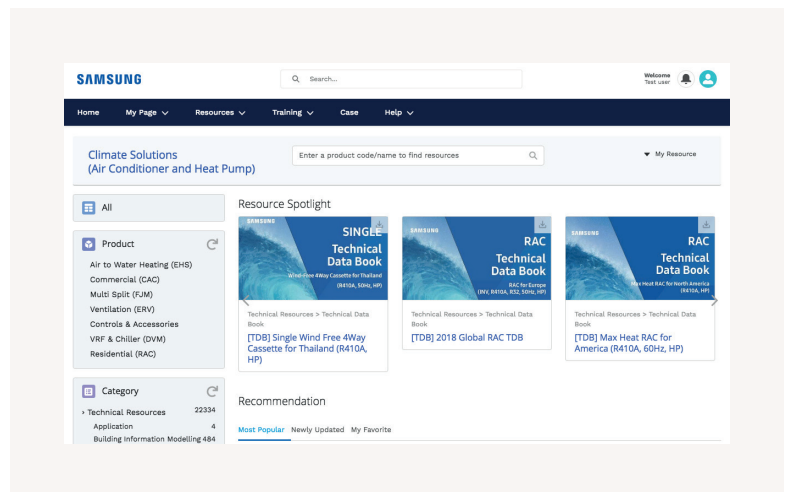 SAMSUNG
Search...
Welcome
Test user
Home My Page Resources Training Case Help
Climate Solutions
(Air Conditioner and Heat Pump)
Enter a product code/name to find resources
My Resource
All
Product
Air to Water Heating (EHS)
Commercial (CAC)
Multi Split (FJM)
Ventilation (ERV)
Controls & Accessories
VRF & Chiller (DVM)
Residential (RAC)
Category
Technical Resources 22334
Application 4
Building Information Modelling 484
Resource Spotlight
SAMSUNG
SINGLE
Technical
Data Book
Wind-Free 4Way Cassette for Thailand
(R410A, 50Hz, HP)
Technical Resources > Technical Data
Book
[TDB] Single Wind Free 4Way
Cassette for Thailand (R410A,
HP)
SAMSUNG
RAC
Technical
Data Book
RAC for Europe
(INV, R410A, R32, 50Hz, HP)
Technical Resources > Technical Data
Book
[TDB] 2018 Global RAC TDB
SAMSUNG
RAC
Technical
Data Book
Max Heat RAC for North America
(R410A, HP)
Technical Resources > Technical Data
Book
[TDB] Max Heat RAC for
America (R410A, 60Hz, HP)
Recommendation
Most Popular Newly Updated My Favorite